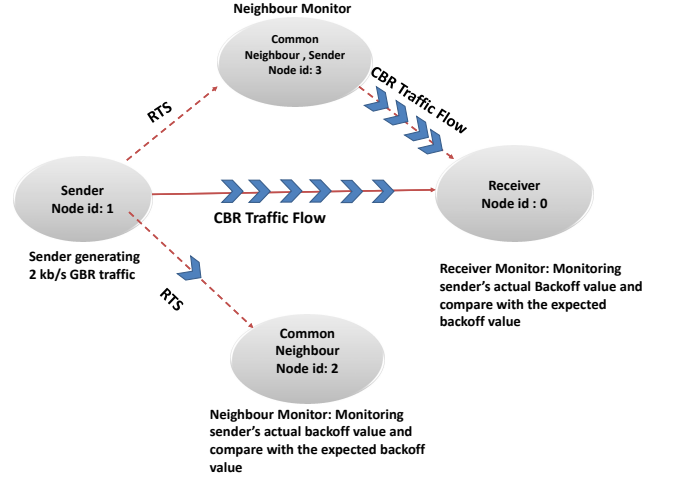 Neighbour Monitor
Common
Neighbour , Sender
Node id: 3
CBR Traffic Flow
RTS
Sender
Node id: 1
CBR Traffic Flow
Receiver
Node id : 0
Sender generating
2 kb/s GBR traffic
Receiver Monitor: Monitoring
sender's actual Backoff value and
compare with the expected
backoff value
RTS
Common
Neighbour
Node id: 2
Neighbour Monitor: Monitoring
sender's actual backoff value and
compare with the expected backoff
value